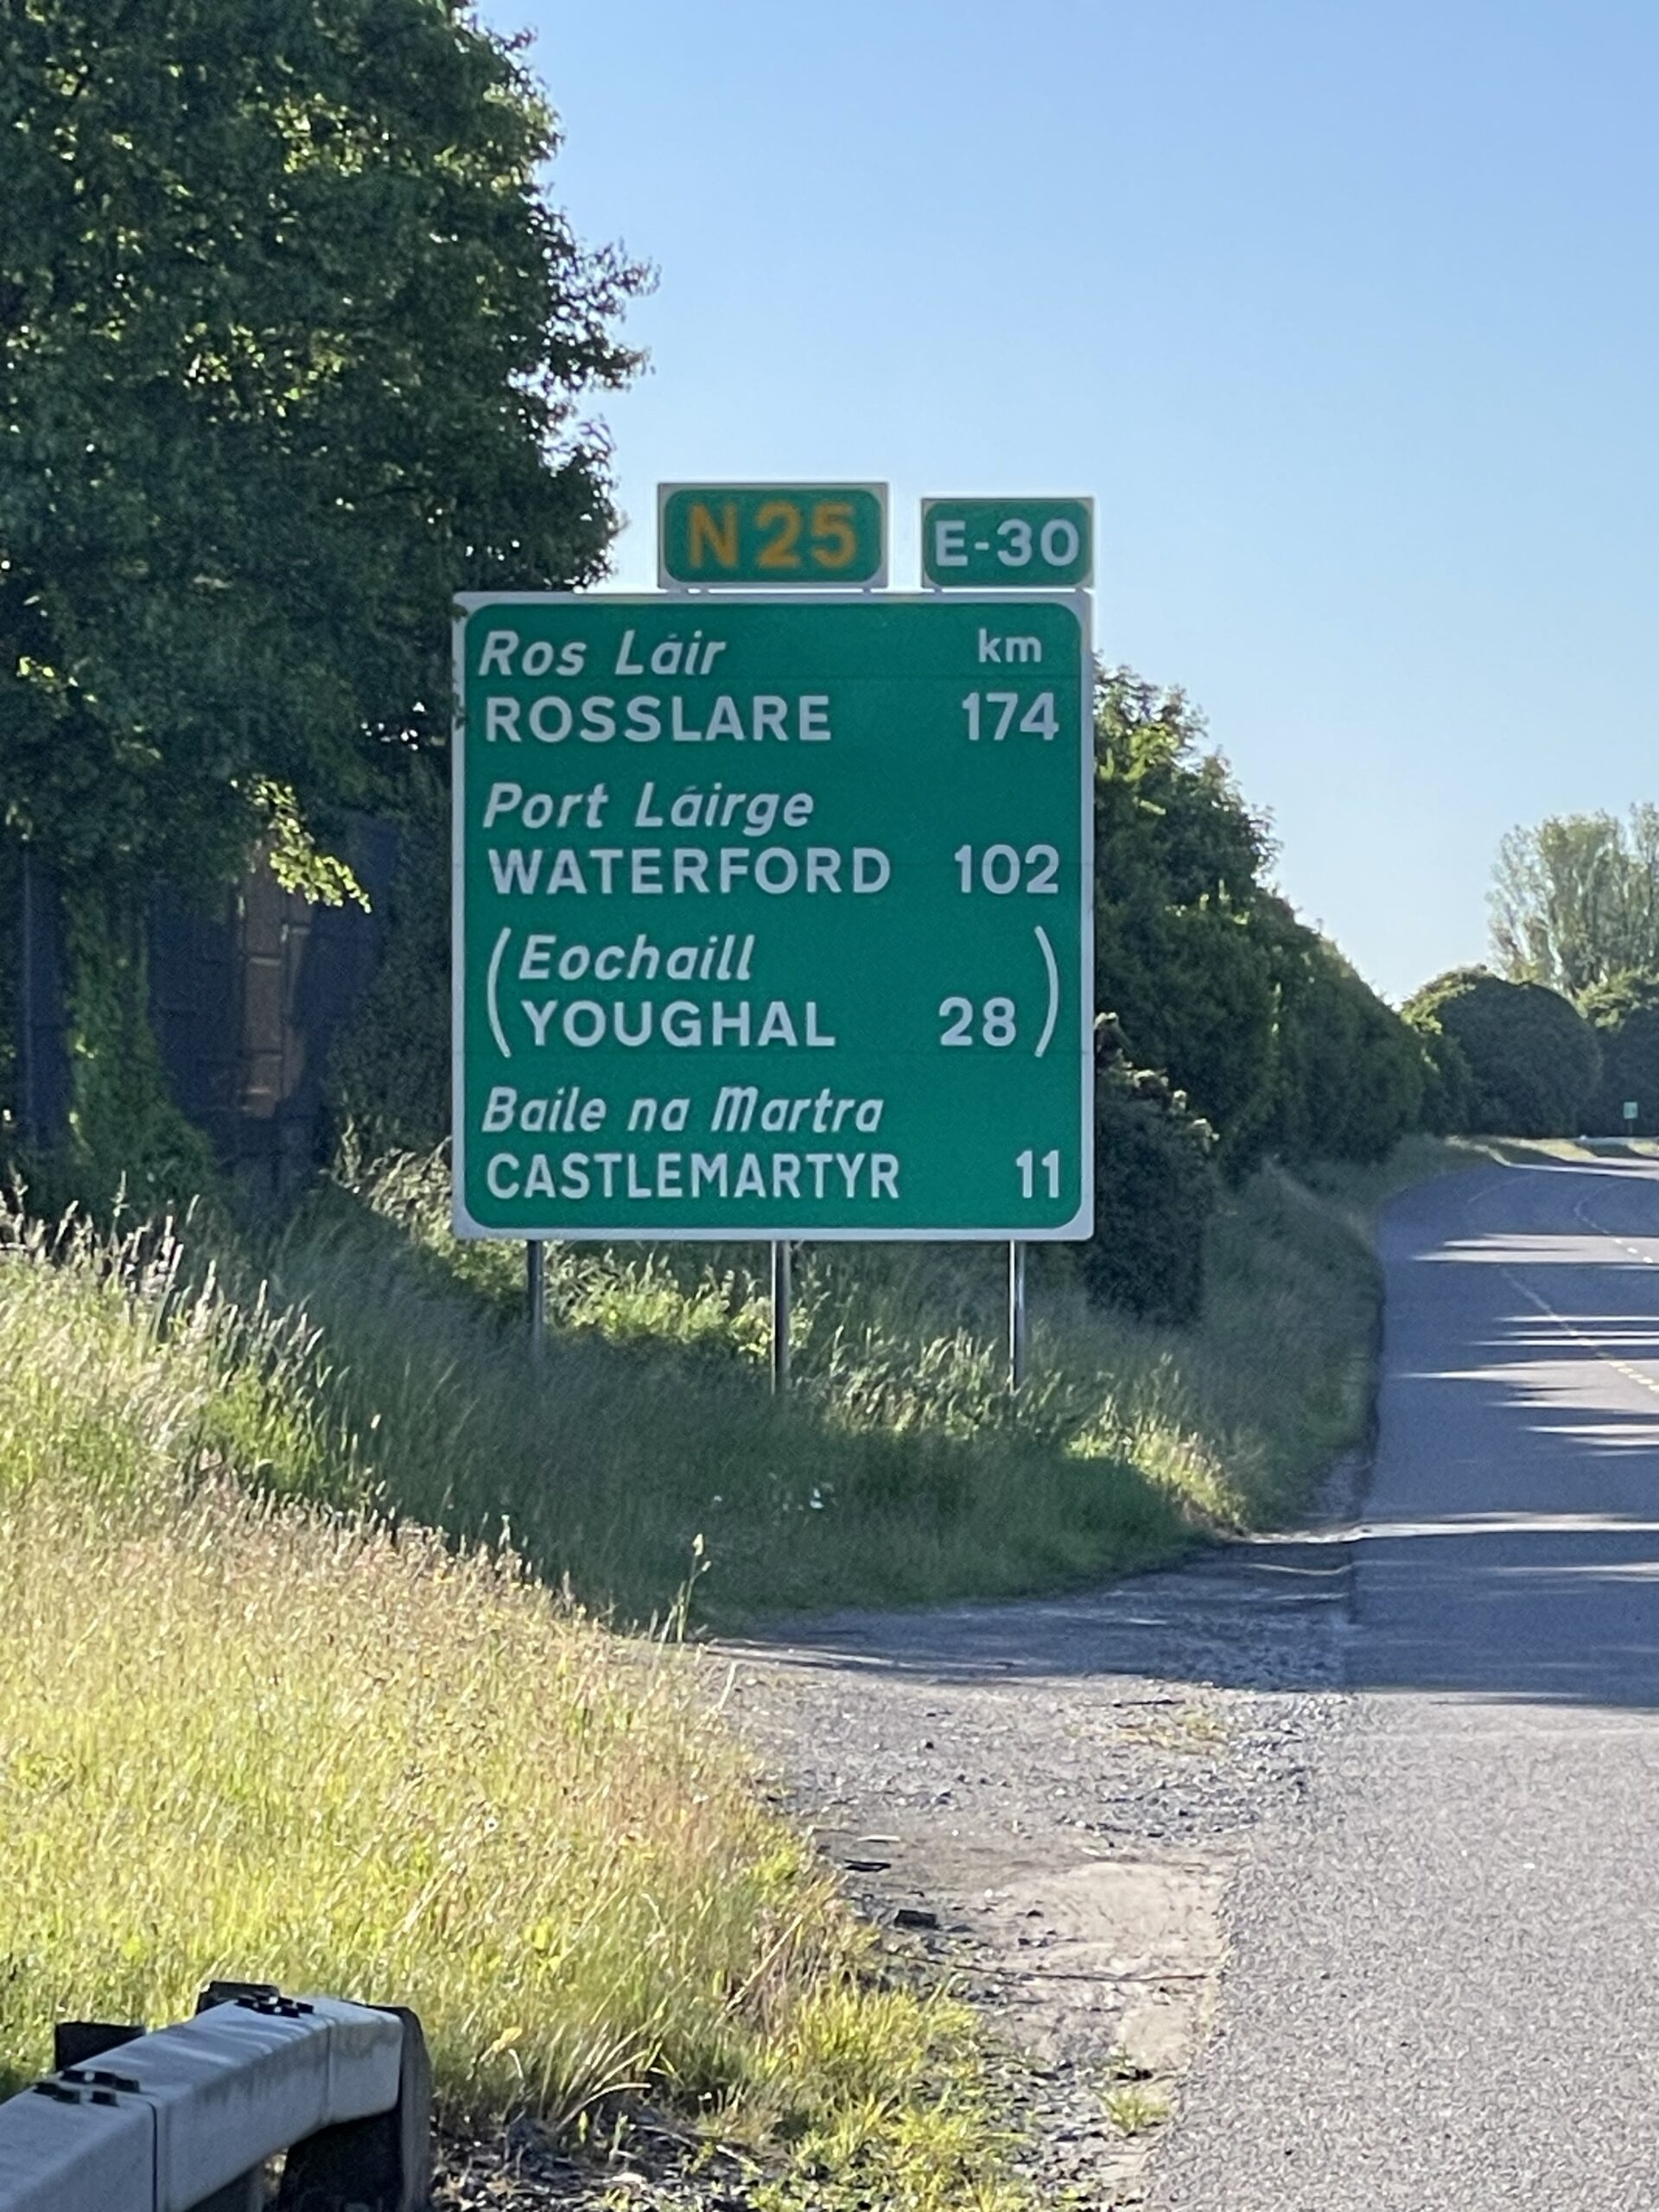 N25 E-30
Ros Láir km
ROSSLARE 174
Port Láirge
WATERFORD 102
(Eochaill
YOUGHAL 28)
Baile na Martra
CASTLEMARTYR 11